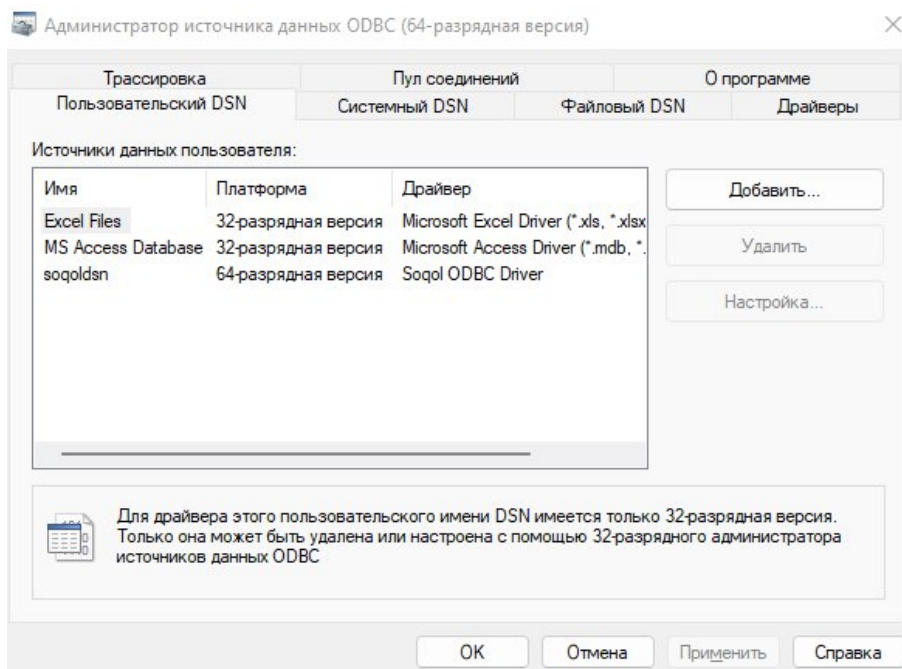 Администратор источника данных ODBC (64-разрядная версия)
Трассировка Пул соединений О программе
Пользовательский DSN Системный DSN Файловый DSN Драйверы
Источники данных пользователя:
Имя Платформа Драйвер
Excel Files 32-разрядная версия Microsoft Excel Driver (*.xls, *.xlsx
MS Access Database 32-разрядная версия Microsoft Access Driver (*.mdb, *.
soqoldsn 64-разрядная версия Soqol ODBC Driver
Добавить...
Удалить
Настройка...
Для драйвера этого пользовательского имени DSN имеется только 32-разрядная версия.
Только она может быть удалена или настроена с помощью 32-разрядного администратора
источников данных ODBC
OK Отмена Применить Справка